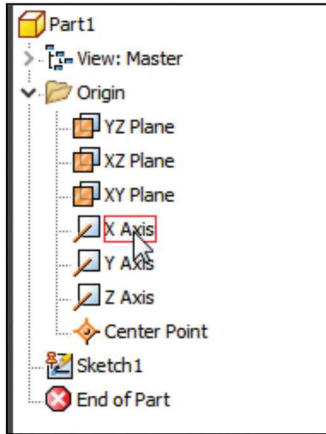 Part1
View: Master
Origin
YZ Plane
XZ Plane
XY Plane
X Axis
Y Axis
Z Axis
Center Point
Sketch1
End of Part